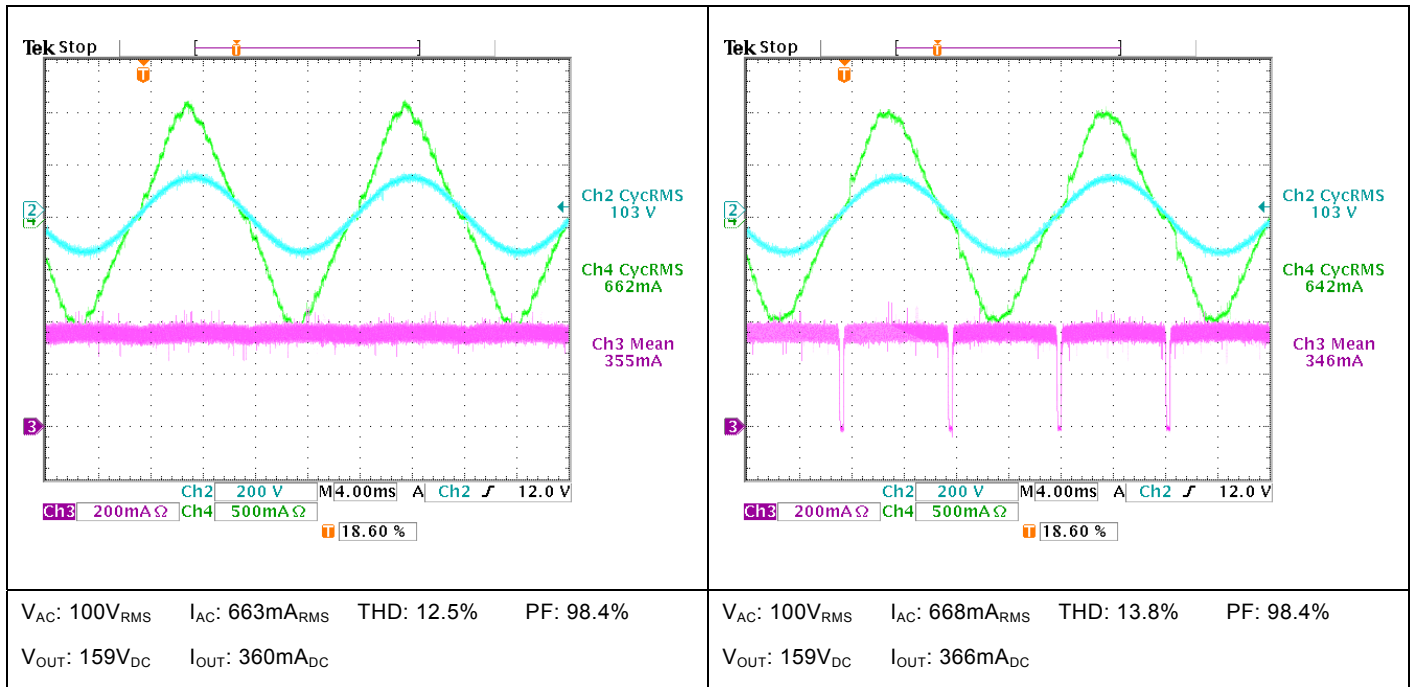 Tek Stop
T
T
2
4
3
Ch2 CycRMS
103 V
Ch4 CycRMS
662mA
Ch3 Mean
355mA
Ch2 200 V M 4.00ms A Ch2 12.0 V
Ch3 200mA Ω Ch4 500mA Ω
T 18.60 %
VAC: 100VRMS IAC: 663mARMS THD: 12.5% PF: 98.4%
VOUT: 159VDC IOUT: 360mADC
Tek Stop
T
T
2
4
3
Ch2 CycRMS
103 V
Ch4 CycRMS
642mA
Ch3 Mean
346mA
Ch2 200 V M 4.00ms A Ch2 12.0 V
Ch3 200mA Ω Ch4 500mA Ω
T 18.60 %
VAC: 100VRMS IAC: 668mARMS THD: 13.8% PF: 98.4%
VOUT: 159VDC IOUT: 366mADC